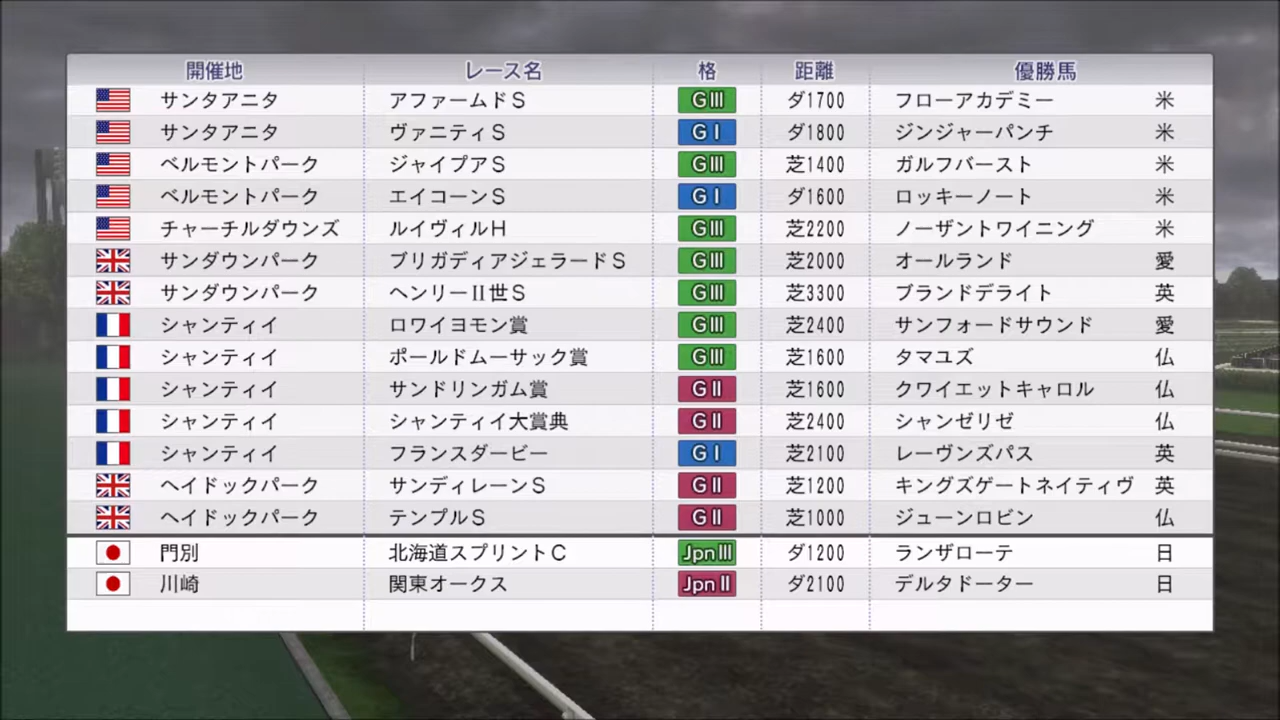 開催地 レース名 格 距離 優勝馬
サンタアニタ アファームドS GIII ダ1700 フローアカデミー 米
サンタアニタ ヴァニティS GI ダ1800 ジンジャーパンチ 米
ベルモントパーク ジャイプアS GIII 芝1400 ガルフバースト 米
ベルモントパーク エイコーンS GI ダ1600 ロッキーノート 米
チャーチルダウンズ ルイヴィルH GIII 芝2200 ノーザントワイニング 米
サンダウンパーク ブリガディアジェラードS GIII 芝2000 オールランド 愛
サンダウンパーク ヘンリーII世S GIII 芝3300 ブランドデライト 英
シャンティイ ロワイヨモン賞 GIII 芝2400 サンフォードサウンド 愛
シャンティイ ポールドムーサック賞 GIII 芝1600 タマユズ 仏
シャンティイ サンドリンガム賞 GII 芝1600 クワイエットキャロル 仏
シャンティイ シャンティイ大賞典 GII 芝2400 シャンゼリゼ 仏
シャンティイ フランスダービー GI 芝2100 レーヴンズパス 英
ヘイドックパーク サンディレーンS GII 芝1200 キングズゲートネイティヴ 英
ヘイドックパーク テンプルS GII 芝1000 ジューンロビン 仏
門別 北海道スプリントC JpnIII ダ1200 ランザローテ 日
川崎 関東オークス JpnII ダ2100 デルタドーター 日